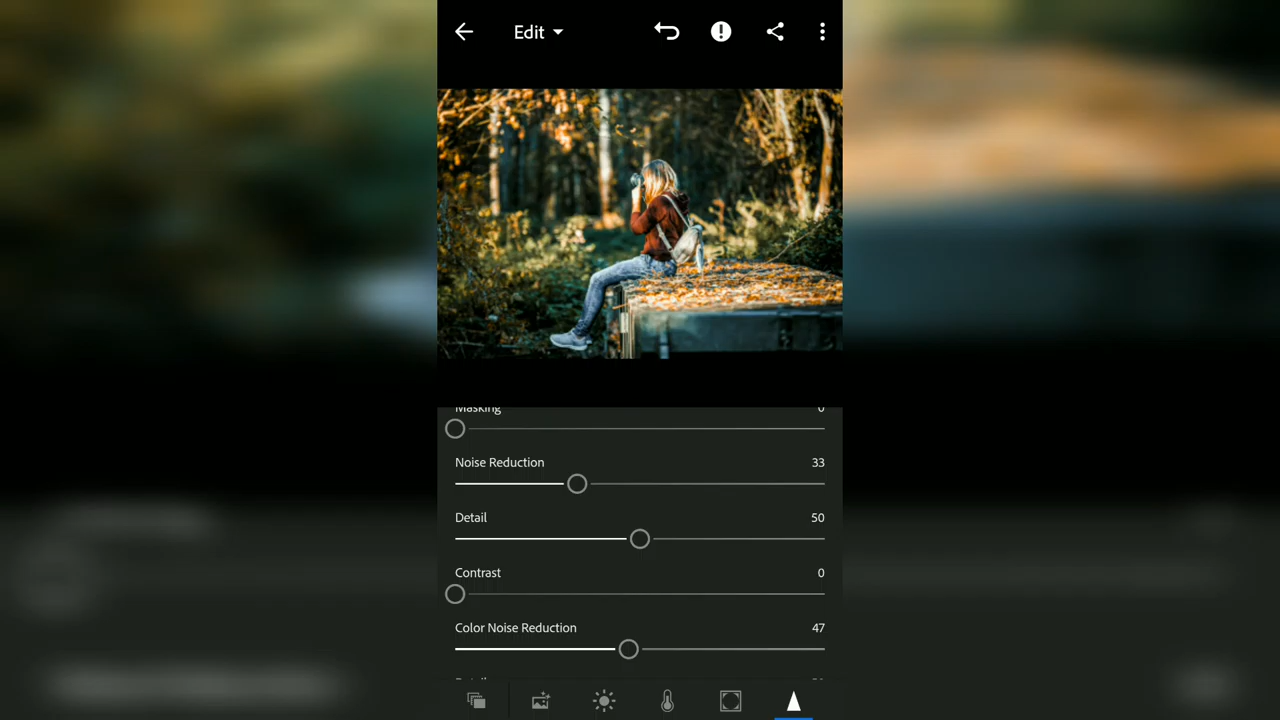 Edit
Masking 0
Noise Reduction 33
Detail 50
Contrast 0
Color Noise Reduction 47